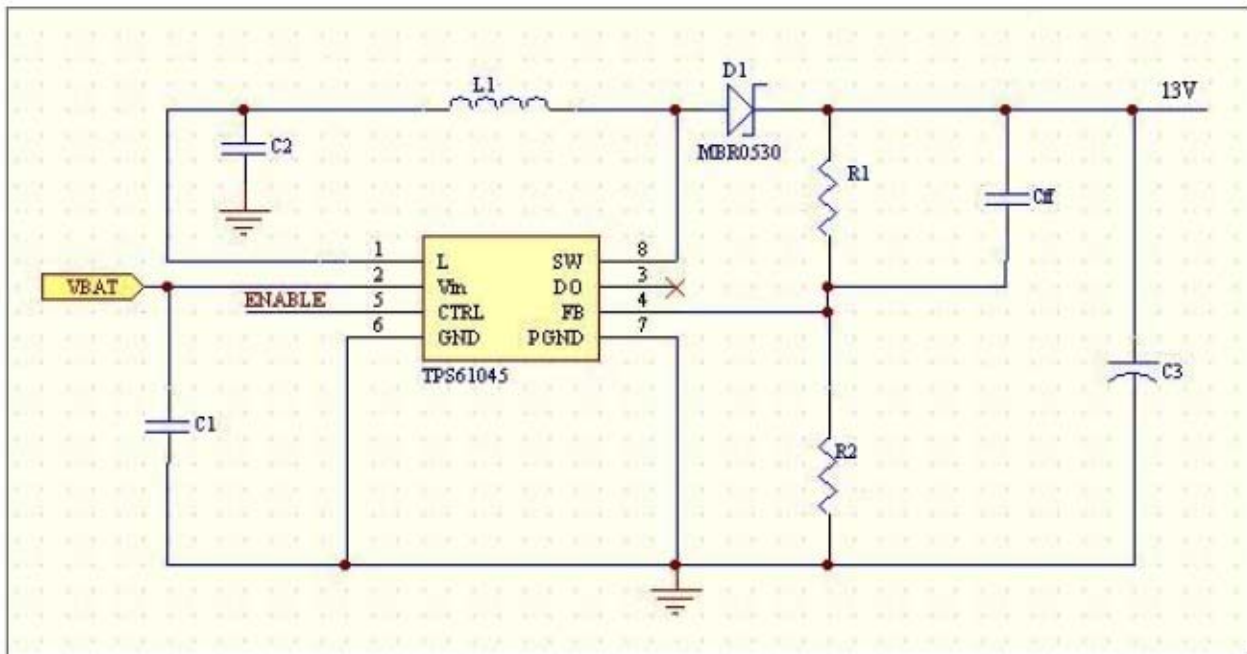 D1
L1
13V
C2
MBR0530
R1
Cff
1
L
SW
8
VBAT
2
Vin
DO
3
ENABLE
5
CTRL
FB
4
6
GND
PGND
7
TPS61045
C3
C1
R2